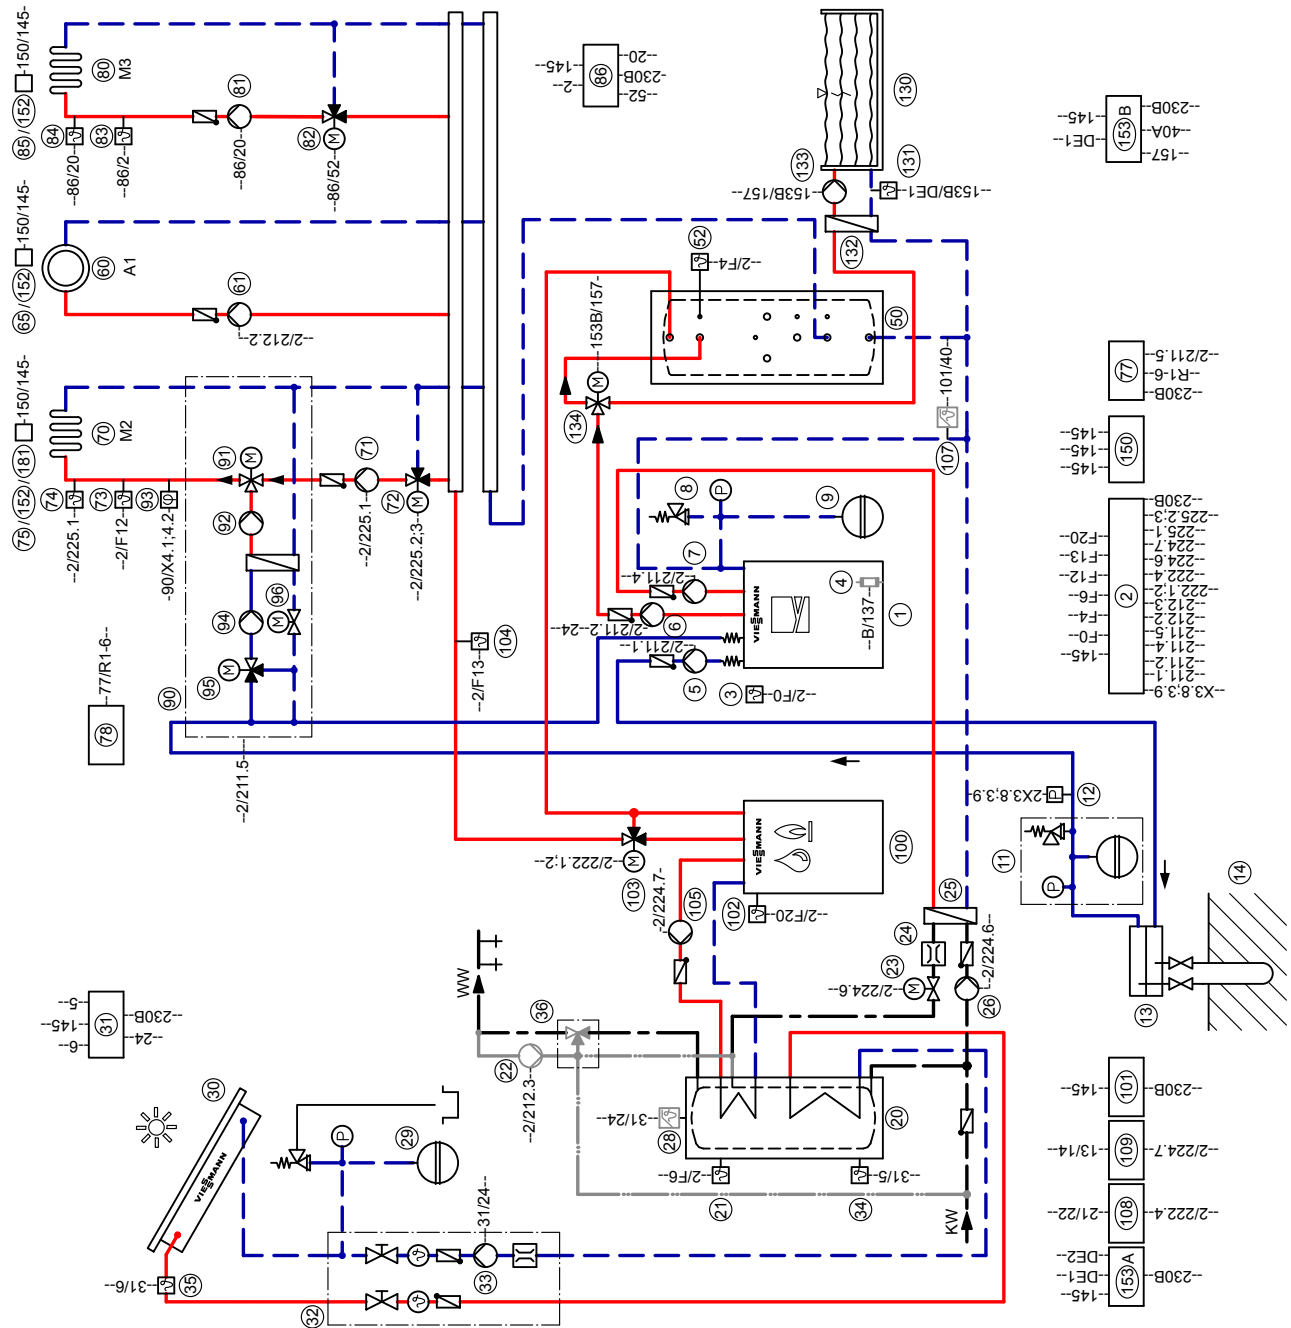 85/152 -150/145-
80
M3
84
--86/20--
83
--86/2--
81
--86/20--
82
M
--86/52--
65/152 -150/145-
60
A1
61
--2/212.2--
75/152/181 -150/145-
70
M2
74
--2/225.1--
73
--2/F12--
93
-90/X4.1;4.2--
91
M
92
94
96
M
95
M
90
--2/211.5--
71
--2/225.1--
72
M
--2/225.2;3--
78
--77/R1-6--
86
--145--
--2--
--20--
-230B--
--52--
130
131
--153B/DE1--
133
--153B/157--
132
52
--2/F4--
50
134
M
--153B/157--
107
--101/40--
153 B
--145--
--DE1--
--230B--
--40A--
--157--
77
--2/211.5--
--R1-6--
--230B--
150
--145--
--145--
--145--
2
--F20--
--F13--
--F12--
--F6--
--F4--
--F0--
--145--
--230B--
--225.2;3--
--225.1--
--224.7--
--224.6--
--222.4--
--222.1;2--
--212.3--
--212.2--
--211.5--
--211.4--
--211.2--
--211.1--
--X3.8;3.9--
8
P
9
7
--2/211.4--
6
--2/211.2--24--
5
--2/211.1--
VIESSMANN
4
--B/137--
1
3
--2/F0--
104
--2/F13--
103
M
--2/222.1;2--
VIESSMANN
100
102
--2/F20--
105
-2/224.7-
12
P
--2X3.8;3.9
11
P
14
13
25
24
23
M
--2/224.6--
26
--2/224.6--
WW
36
22
--2/212.3--
28
--31/24--
20
21
--2/F6--
34
--31/5--
KW
31
--5--
--145--
--6--
--230B--
--24--
30
VIESSMANN
29
P
35
--31/6--
32
33
--31/24--
101
--145--
--230B--
109
--13/14--
--2/224.7--
108
--21/22--
--2/222.4--
153 A
--DE2--
--DE1--
--145--
--230B--